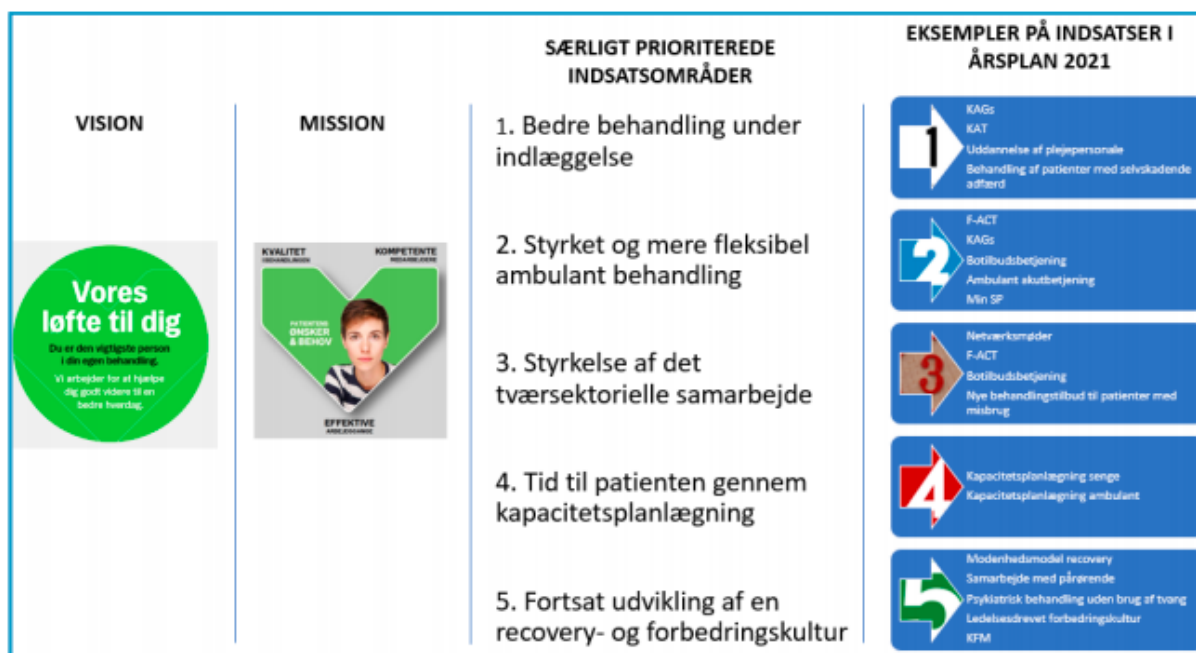 VISION
Vores
løfte til dig
Du er den vigtigste person
i din egen behandling.
Vi arbejder for at hjælpe
dig godt videre til en
bedre hverdag.
MISSION
KVALITET
I BEHANDLINGEN
KOMPETENTE
MEDARBEJDERE
PATIENTENS
ØNSKER
& BEHOV
EFFEKTIVE
ARBEJDSGANGE
SÆRLIGT PRIORITEREDE
INDSATSOMRÅDER
1. Bedre behandling under
indlæggelse
2. Styrket og mere fleksibel
ambulant behandling
3. Styrkelse af det
tværsektorielle samarbejde
4. Tid til patienten gennem
kapacitetsplanlægning
5. Fortsat udvikling af en
recovery- og forbedringskultur
EKSEMPLER PÅ INDSATSER I
ÅRSPLAN 2021
1
KAGs
KAT
Uddannelse af plejepersonale
Behandling af patienter med selvskadende
adfærd
2
F-ACT
KAGs
Botilbudsbetjening
Ambulant akutbetjening
Min SP
3
Netværksmøder
F-ACT
Botilbudsbetjening
Nye behandlingstilbud til patienter med
misbrug
4
Kapacitetsplanlægning senge
Kapacitetsplanlægning ambulant
5
Modenhedsmodel recovery
Samarbejde med pårørende
Psykiatrisk behandling uden brug af tvang
Ledelsesdrevet forbedringskultur
KFM